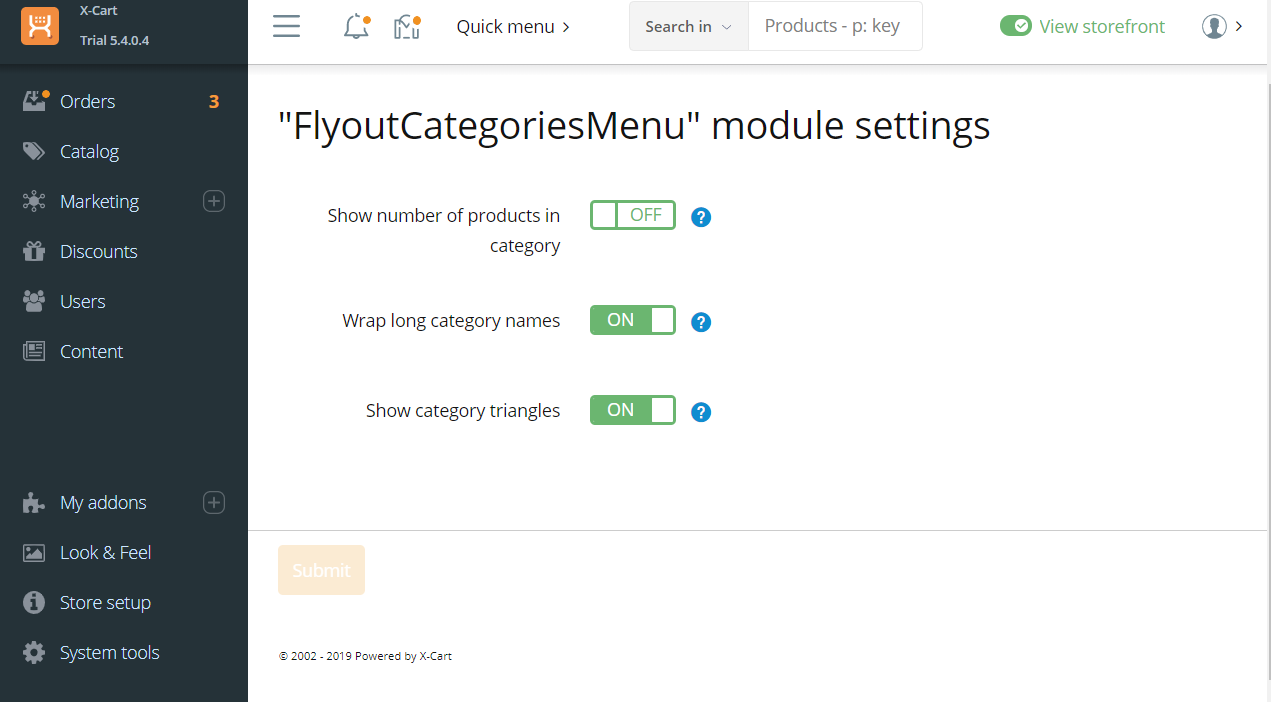 X-Cart
Trial 5.4.0.4
Quick menu
Search in
Products - p: key
View storefront
Orders 3
Catalog
Marketing
Discounts
Users
Content
My addons
Look & Feel
Store setup
System tools
"FlyoutCategoriesMenu" module settings
Show number of products in
category
OFF
?
Wrap long category names
ON
?
Show category triangles
ON
?
Submit
© 2002 - 2019 Powered by X-Cart